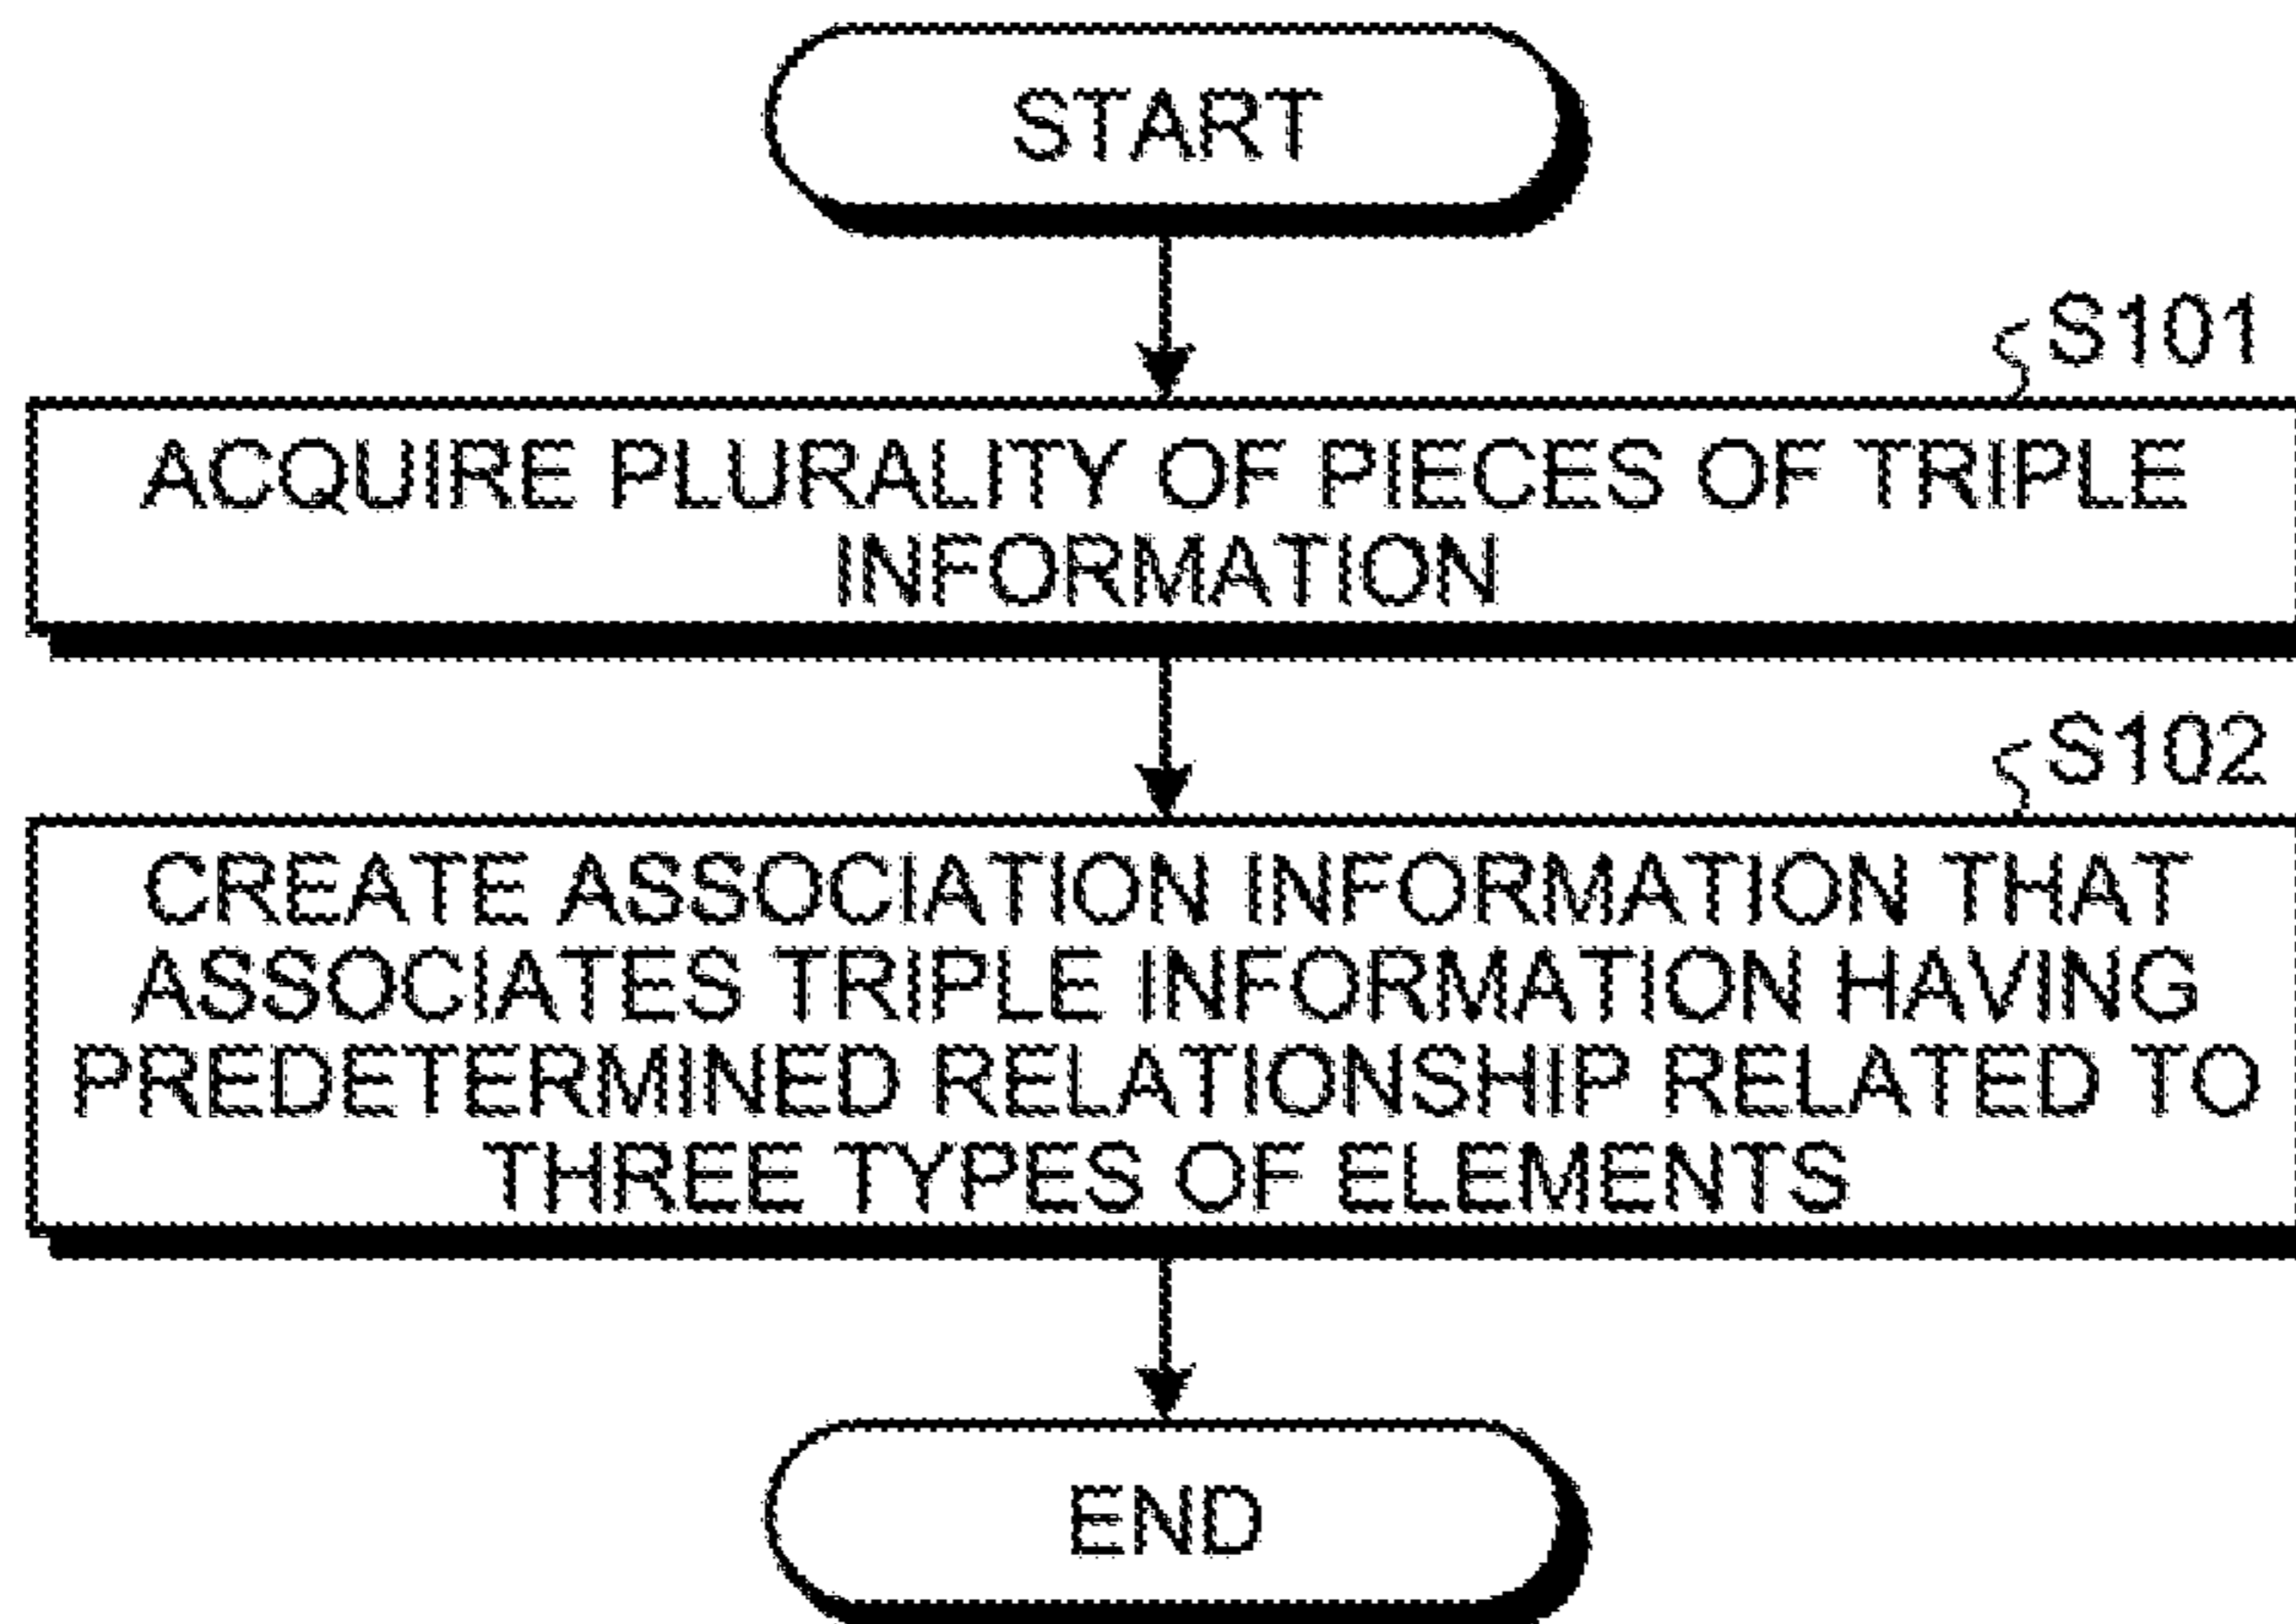 START
S101
ACQUIRE PLURALITY OF PIECES OF TRIPLE
INFORMATION
S102
CREATE ASSOCIATION INFORMATION THAT
ASSOCIATES TRIPLE INFORMATION HAVING
PREDETERMINED RELATIONSHIP RELATED TO
THREE TYPES OF ELEMENTS
END